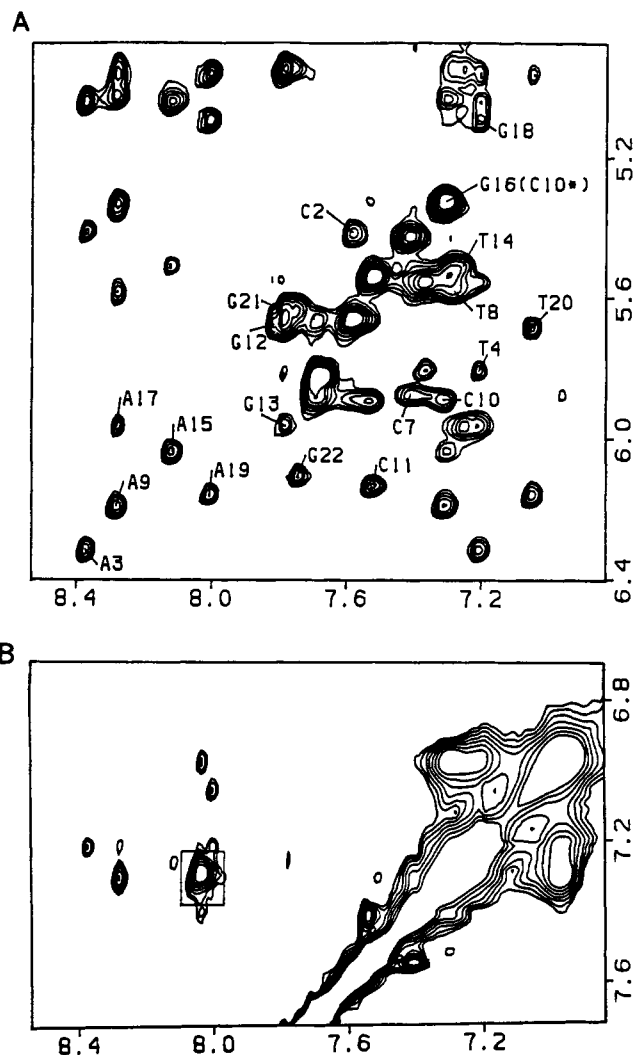 A
G18
5.2
G16(C10*)
C2
T14
5.6
G21
T8
T20
G12
T4
A17
G13
C7
C10
6.0
A15
G22
A19
C11
A9
A3
6.4
8.4 8.0 7.6 7.2
B
6.8
7.2
7.6
8.4 8.0 7.6 7.2